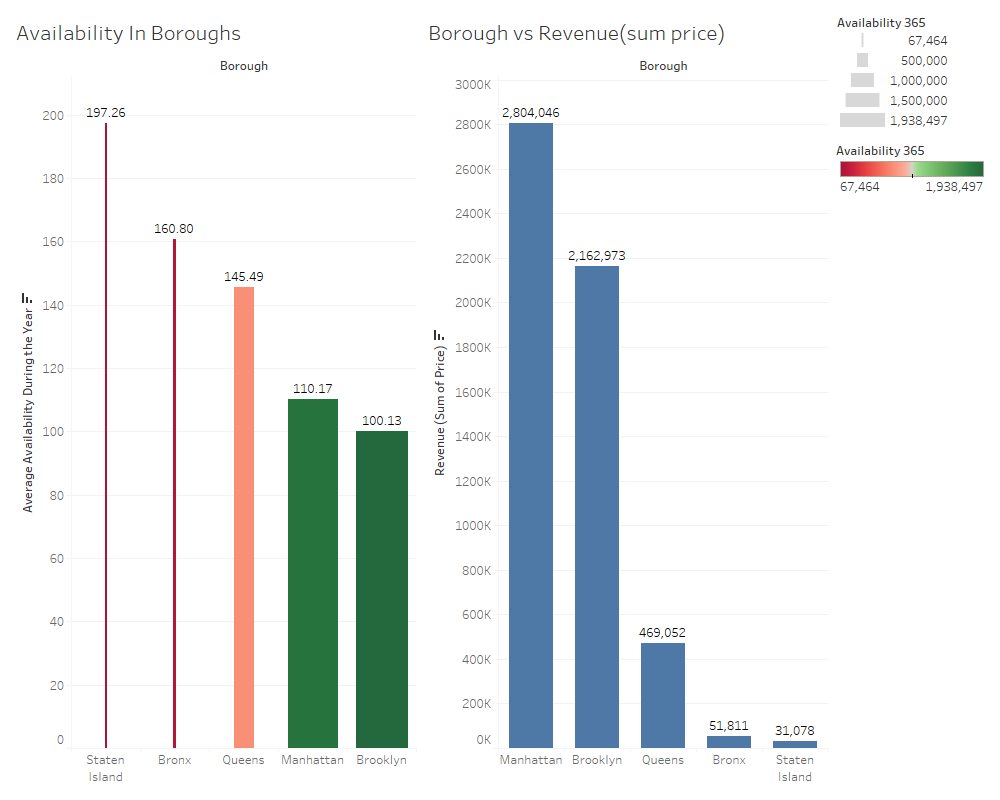 Availability In Boroughs
Borough
Average Availability During the Year
200
180
160
140
120
100
80
60
40
20
0
197.26
160.80
145.49
110.17
100.13
Staten
Island
Bronx
Queens
Manhattan
Brooklyn
Borough vs Revenue(sum price)
Borough
Revenue (Sum of Price)
3000K
2800K
2600K
2400K
2200K
2000K
1800K
1600K
1400K
1200K
1000K
800K
600K
400K
200K
0K
2,804,046
2,162,973
469,052
51,811
31,078
Manhattan
Brooklyn
Queens
Bronx
Staten
Island
Availability 365
67,464
500,000
1,000,000
1,500,000
1,938,497
Availability 365
67,464 1,938,497